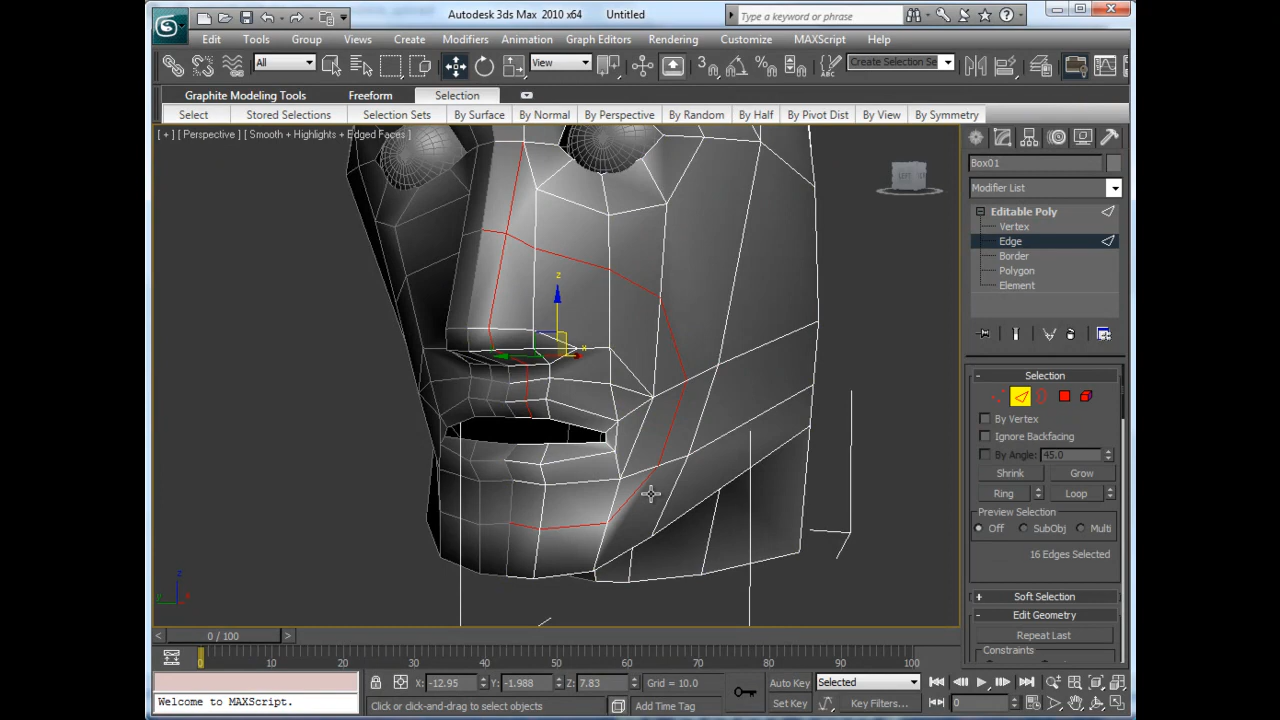 Autodesk 3ds Max 2010 x64 Untitled
Type a keyword or phrase
Edit Tools Group Views Create Modifiers Animation Graph Editors Rendering Customize MAXScript Help
All View Create Selection Se
Graphite Modeling Tools Freeform Selection
Select Stored Selections Selection Sets By Surface By Normal By Perspective By Random By Half By Pivot Dist By View By Symmetry
[ + ] [ Perspective ] [ Smooth + Highlights + Edged Faces ]
Box01
Modifier List
Editable Poly
Vertex
Edge
Border
Polygon
Element
Selection
By Vertex
Ignore Backfacing
By Angle: 45.0
Shrink Grow
Ring Loop
Preview Selection
Off SubObj Multi
16 Edges Selected
Soft Selection
Edit Geometry
Repeat Last
Constraints
z
x
z
y
x
0 / 100
0 10 20 30 40 50 60 70 80 90 100
X: -12.95 Y: -1.988 Z: 7.83 Grid = 10.0 Auto Key Selected
Welcome to MAXScript. Click or click-and-drag to select objects Add Time Tag Set Key Key Filters... 0